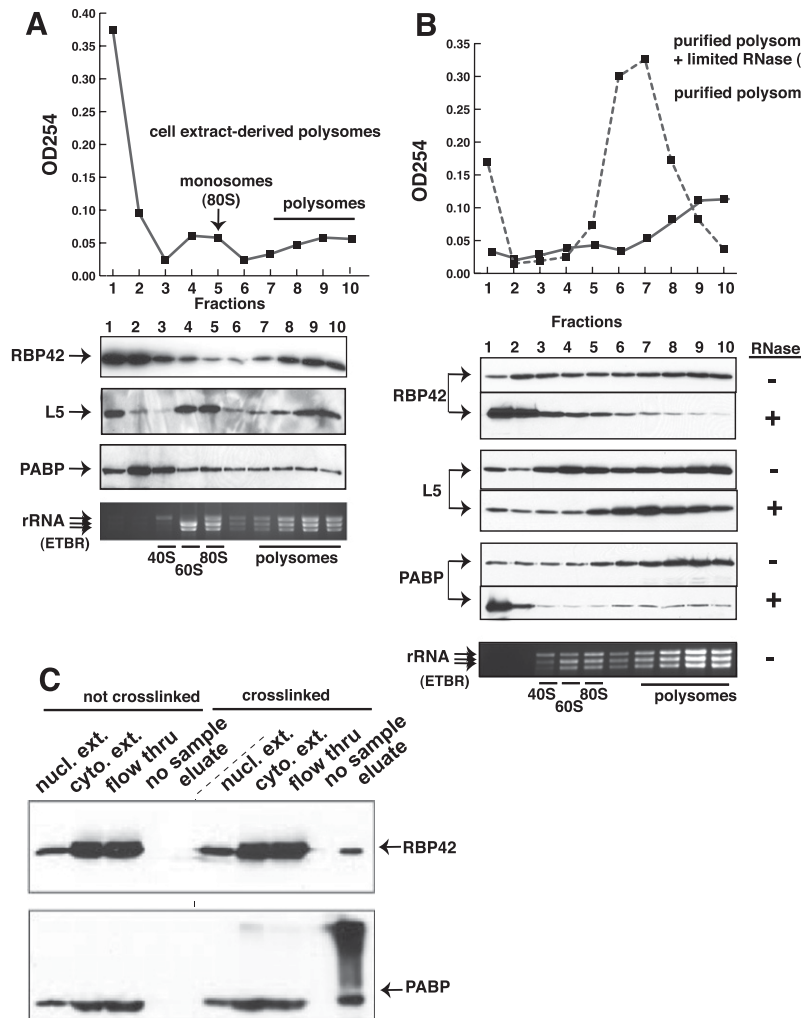 A
OD254
0.40
0.35
0.30
0.25
0.20
0.15
0.10
0.05
0.00
cell extract-derived polysomes
monosomes
(80S)
polysomes
1 2 3 4 5 6 7 8 9 10
Fractions
1 2 3 4 5 6 7 8 9 10
RBP42
L5
PABP
rRNA
(ETBR)
40S
60S
80S
polysomes
B
OD254
0.35
0.30
0.25
0.20
0.15
0.10
0.05
0.00
purified polysom
+ limited RNase (
purified polysom
1 2 3 4 5 6 7 8 9 10
Fractions
1 2 3 4 5 6 7 8 9 10
RNase
RBP42
-
+
L5
-
+
PABP
-
+
rRNA
(ETBR)
-
40S
60S
80S
polysomes
C
not crosslinked
crosslinked
nucl. ext.
cyto. ext.
flow thru
no sample
eluate
nucl. ext.
cyto. ext.
flow thru
no sample
eluate
RBP42
PABP